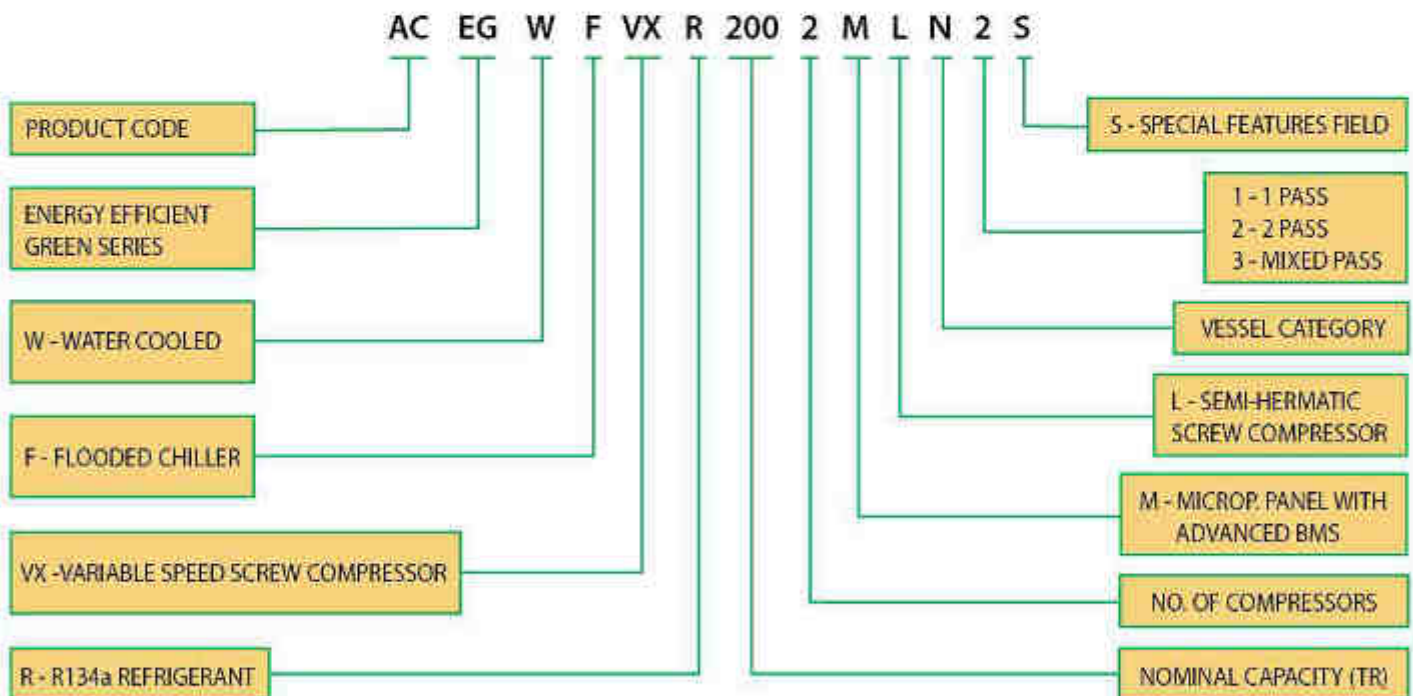 AC EG W F VX R 200 2 M L N 2 S
PRODUCT CODE
ENERGY EFFICIENT
GREEN SERIES
W - WATER COOLED
F - FLOODED CHILLER
VX -VARIABLE SPEED SCREW COMPRESSOR
R - R134a REFRIGERANT
S - SPECIAL FEATURES FIELD
1 - 1 PASS
2 - 2 PASS
3 - MIXED PASS
VESSEL CATEGORY
L - SEMI-HERMATIC
SCREW COMPRESSOR
M - MICROP. PANEL WITH
ADVANCED BMS
NO. OF COMPRESSORS
NOMINAL CAPACITY (TR)